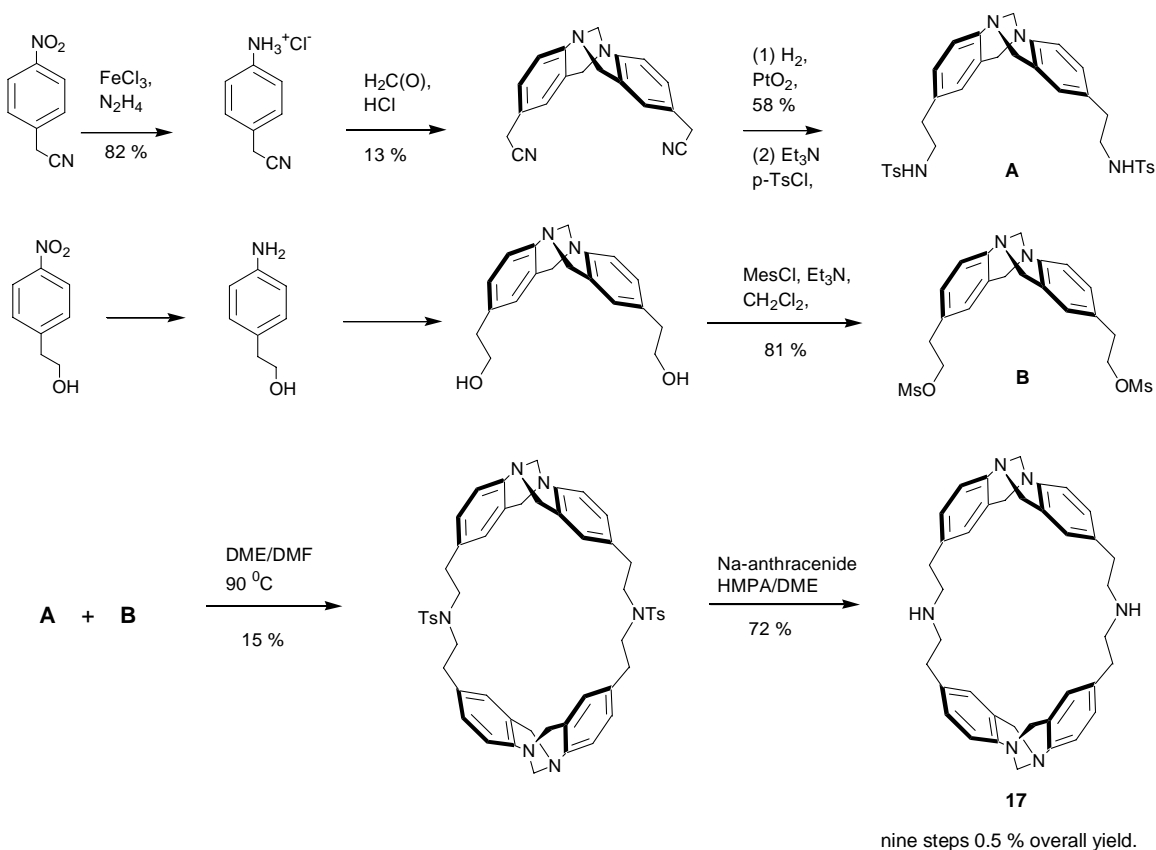 NO₂
FeCl₃,
N₂H₄
82 %
CN
NH₃⁺Cl⁻
CN
H₂C(O),
HCl
13 %
N
N
CN
NC
(1) H₂,
PtO₂,
58 %
(2) Et₃N
p-TsCl,
N
N
TsHN
NHTs
A
NO₂
OH
NH₂
OH
N
N
HO
OH
MesCl, Et₃N,
CH₂Cl₂,
81 %
N
N
MsO
OMs
B
A + B
DME/DMF
90 ⁰C
15 %
N
N
TsN
NTs
N
N
Na-anthracenide
HMPA/DME
72 %
N
N
HN
NH
N
N
17
nine steps 0.5 % overall yield.